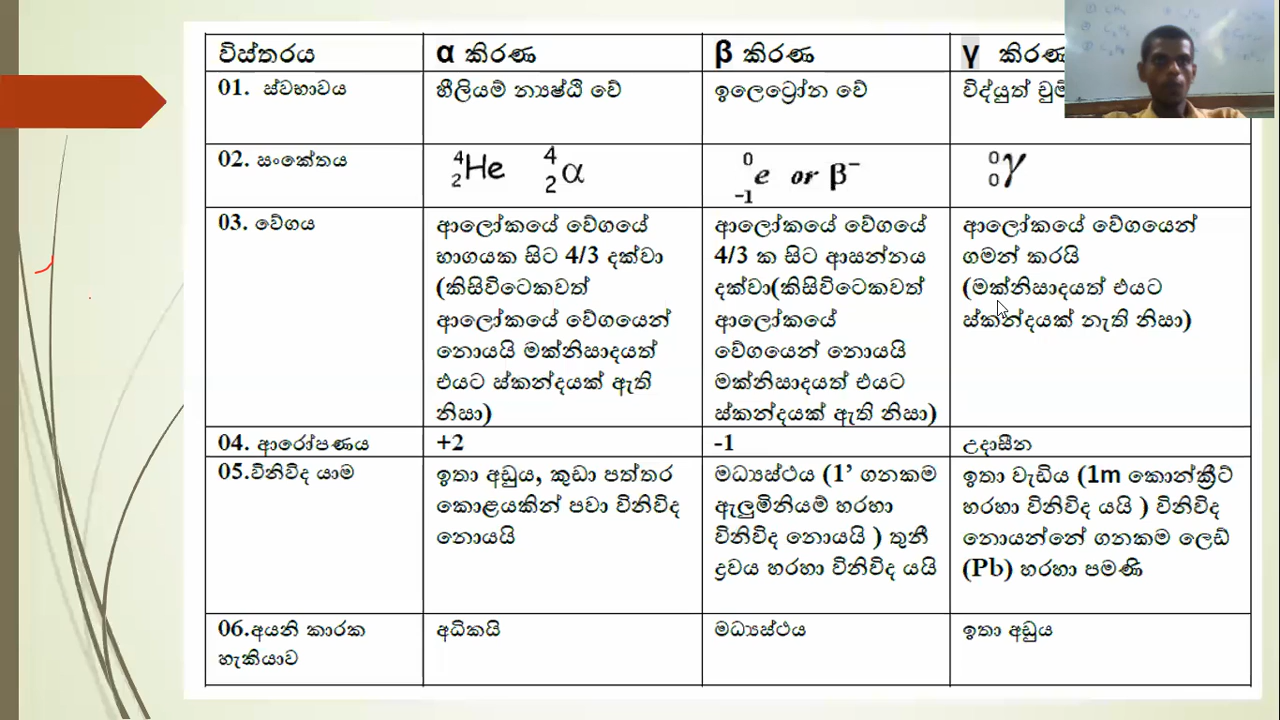 විස්තරය
α කිරණ
β කිරණ
γ කිරණ
01. ස්වභාවය
හීලියම් න්‍යෂ්ඨි වේ
ඉලෙට්‍රෝන වේ
විද්යුත්
02. සංකේතය
4 2 He 4 2 α
0 -1 e or β⁻
0 0 γ
03. වේගය
ආලෝකයේ වේගයේ
භාගයක සිට 4/3 දක්වා
(කිසිවිටෙකවත්
ආලෝකයේ වේගයෙන්
නොයයි මක්නිසාදයත්
එයට ස්කන්දයක් ඇති
නිසා)
ආලෝකයේ වේගයේ
4/3 ක සිට ආසන්නය
දක්වා(කිසිවිටෙකවත්
ආලෝකයේ
වේගයෙන් නොයයි
මක්නිසාදයත් එයට
ස්කන්දයක් ඇති නිසා)
ආලෝකයේ වේගයෙන්
ගමන් කරයි
(මක්නිසාදයත් එයට
ස්කන්දයක් නැති නිසා)
04. ආරෝපණය
+2
-1
උදාසීන
05.විනිවිද යාම
ඉතා අඩුය, කුඩා පත්තර
කොළයකින් පවා විනිවිද
නොයයි
මධ්‍යස්ථය (1’ ගනකම
ඇලුමිනියම් හරහා
විනිවිද නොයයි ) තුනී
ද්‍රවය හරහා විනිවිද යයි
ඉතා වැඩිය (1m කොන්ක්‍රීට්
හරහා විනිවිද යයි ) විනිවිද
නොයන්නේ ගනකම ලෙඩ්
(Pb) හරහා පමණි
06.අයනි කාරක
හැකියාව
අධිකයි
මධ්‍යස්ථය
ඉතා අඩුය